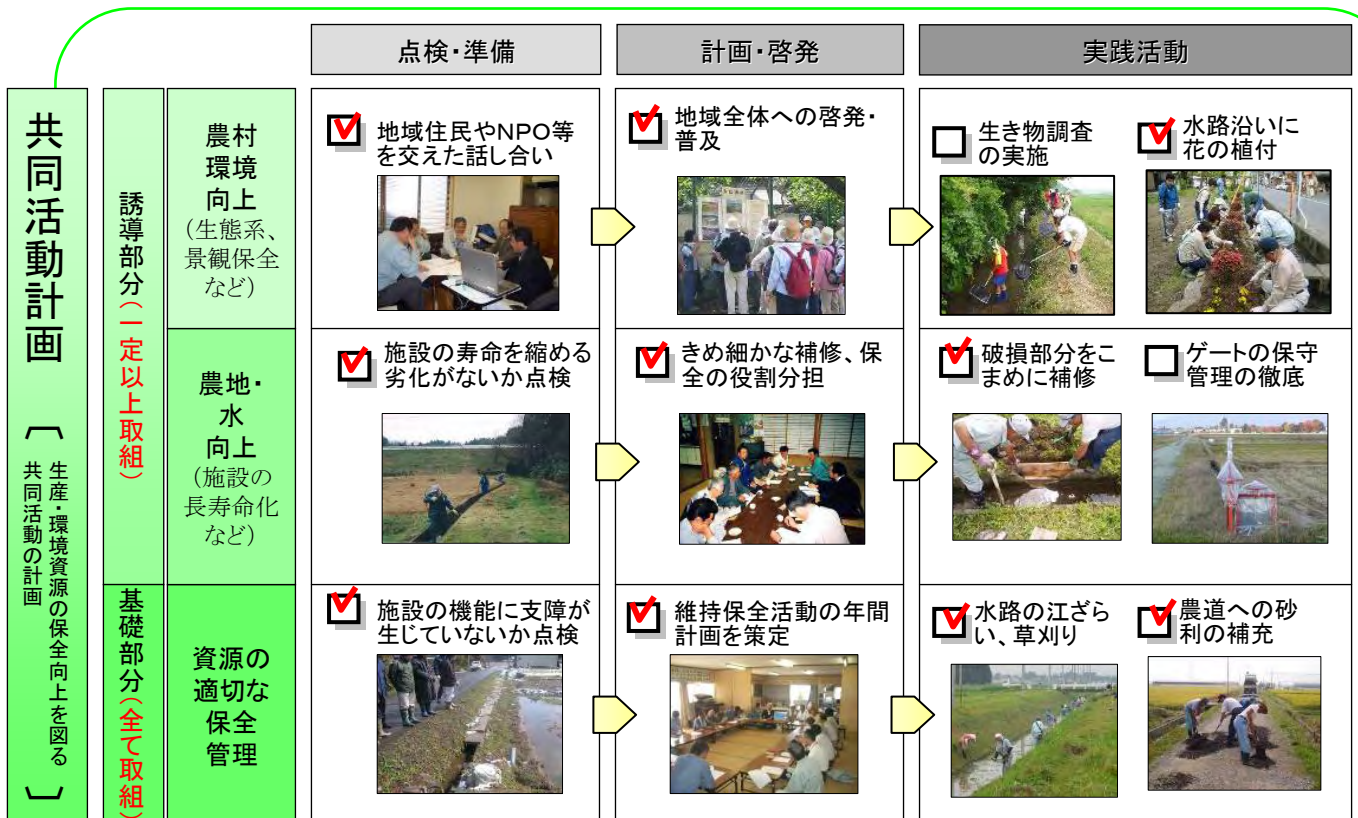 点検・準備
計画・啓発
実践活動
共同活動計画
生産・環境資源の保全向上を図る
共同活動の計画
誘導部分(一定以上取組)
農村
環境
向上
(生態系、
景観保全
など)
地域住民やNPO等
を交えた話し合い
地域全体への啓発・
普及
生き物調査
の実施
水路沿いに
花の植付
農地・
水
向上
(施設の
長寿命化
など)
施設の寿命を縮める
劣化がないか点検
きめ細かな補修、保
全の役割分担
破損部分をこ
まめに補修
ゲートの保守
管理の徹底
基礎部分(全て取組)
資源の
適切な
保全
管理
施設の機能に支障が
生じていないか点検
維持保全活動の年間
計画を策定
水路の江ざら
い、草刈り
農道への砂
利の補充